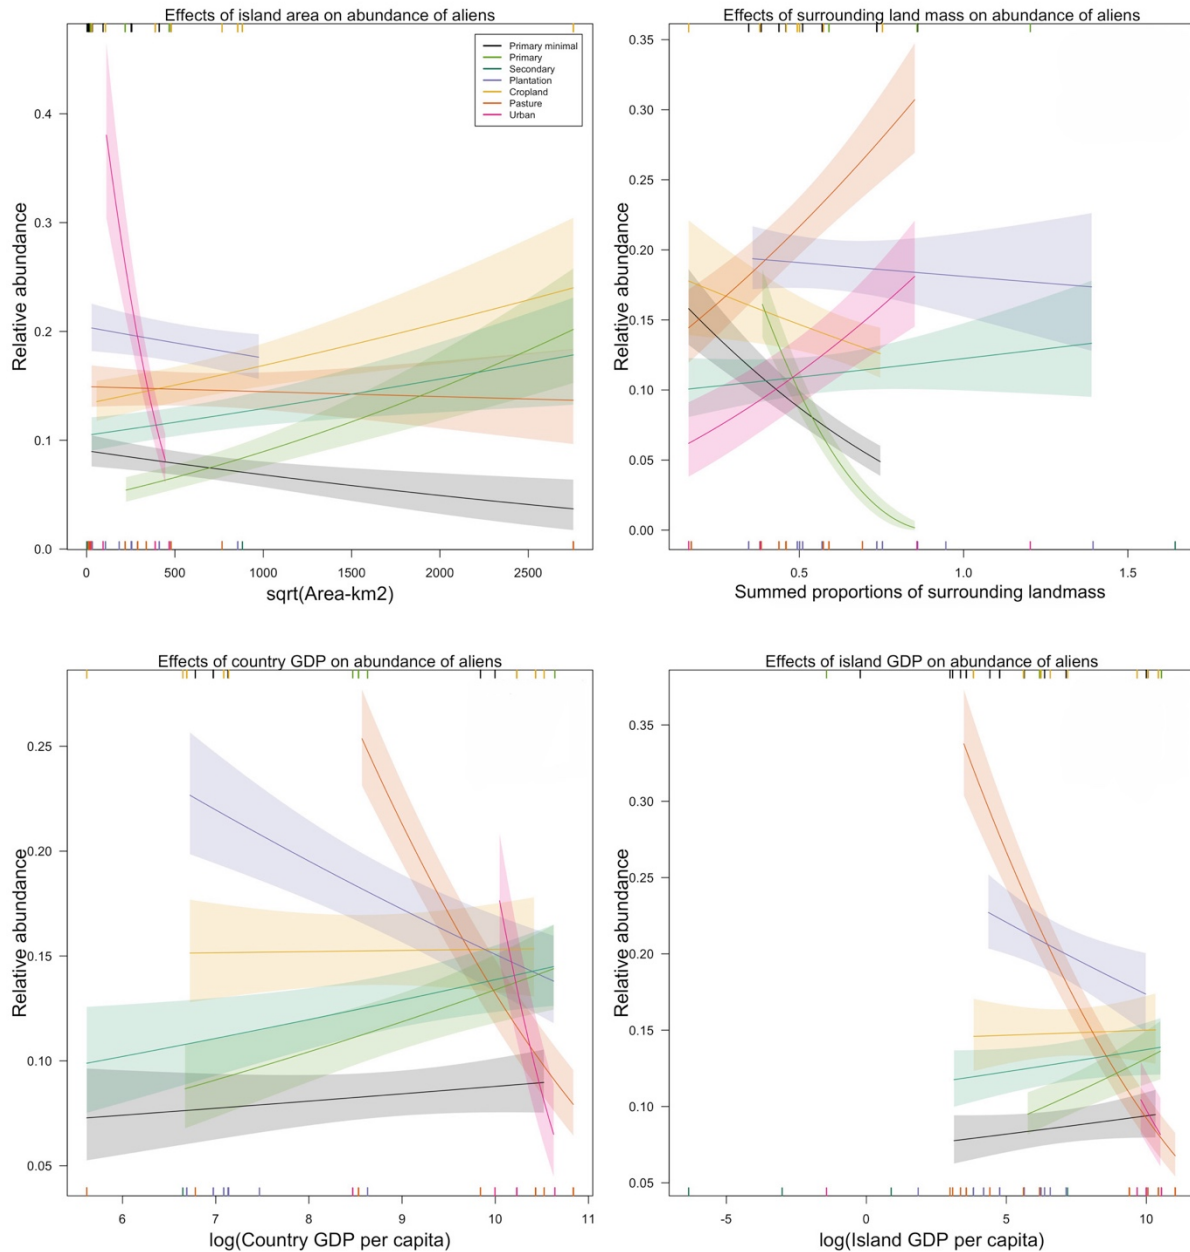 Effects of island area on abundance of aliens
Relative abundance
0.4
0.3
0.2
0.1
0.0
Primary minimal
Primary
Secondary
Plantation
Cropland
Pasture
Urban
0 500 1000 1500 2000 2500
sqrt(Area-km2)
Effects of surrounding land mass on abundance of aliens
Relative abundance
0.35
0.30
0.25
0.20
0.15
0.10
0.05
0.00
0.5 1.0 1.5
Summed proportions of surrounding landmass
Effects of country GDP on abundance of aliens
Relative abundance
0.25
0.20
0.15
0.10
0.05
6 7 8 9 10 11
log(Country GDP per capita)
Effects of island GDP on abundance of aliens
Relative abundance
0.35
0.30
0.25
0.20
0.15
0.10
0.05
-5 0 5 10
log(Island GDP per capita)